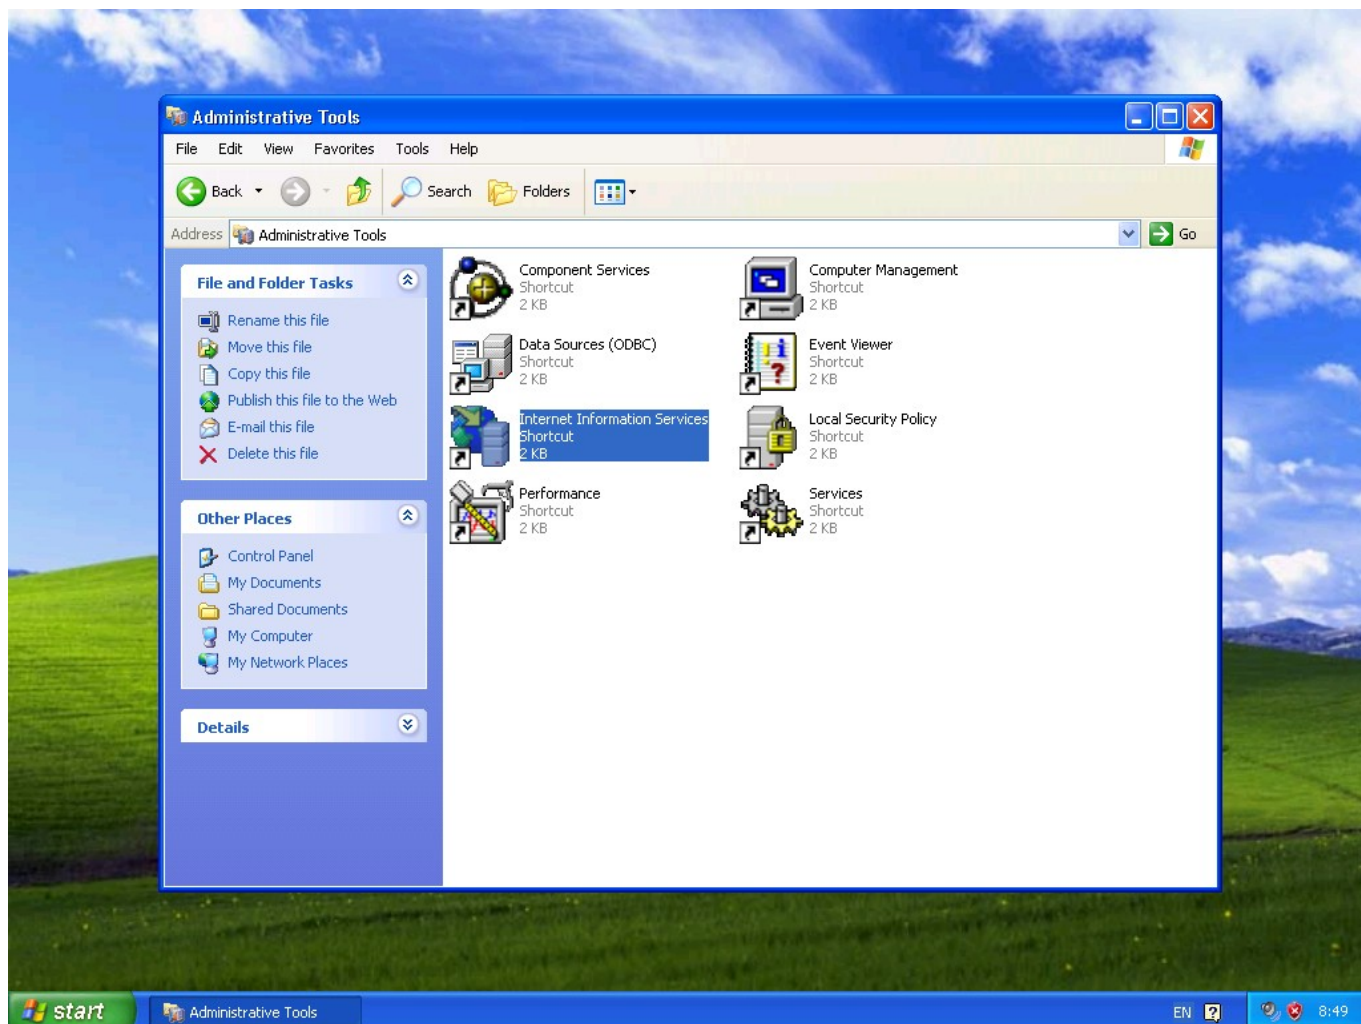 Administrative Tools
File Edit View Favorites Tools Help
Back Search Folders
Address Administrative Tools Go
File and Folder Tasks
Rename this file
Move this file
Copy this file
Publish this file to the Web
E-mail this file
Delete this file
Other Places
Control Panel
My Documents
Shared Documents
My Computer
My Network Places
Details
Component Services
Shortcut
2 KB
Computer Management
Shortcut
2 KB
Data Sources (ODBC)
Shortcut
2 KB
Event Viewer
Shortcut
2 KB
Internet Information Services
Shortcut
2 KB
Local Security Policy
Shortcut
2 KB
Performance
Shortcut
2 KB
Services
Shortcut
2 KB
start Administrative Tools EN 8:49